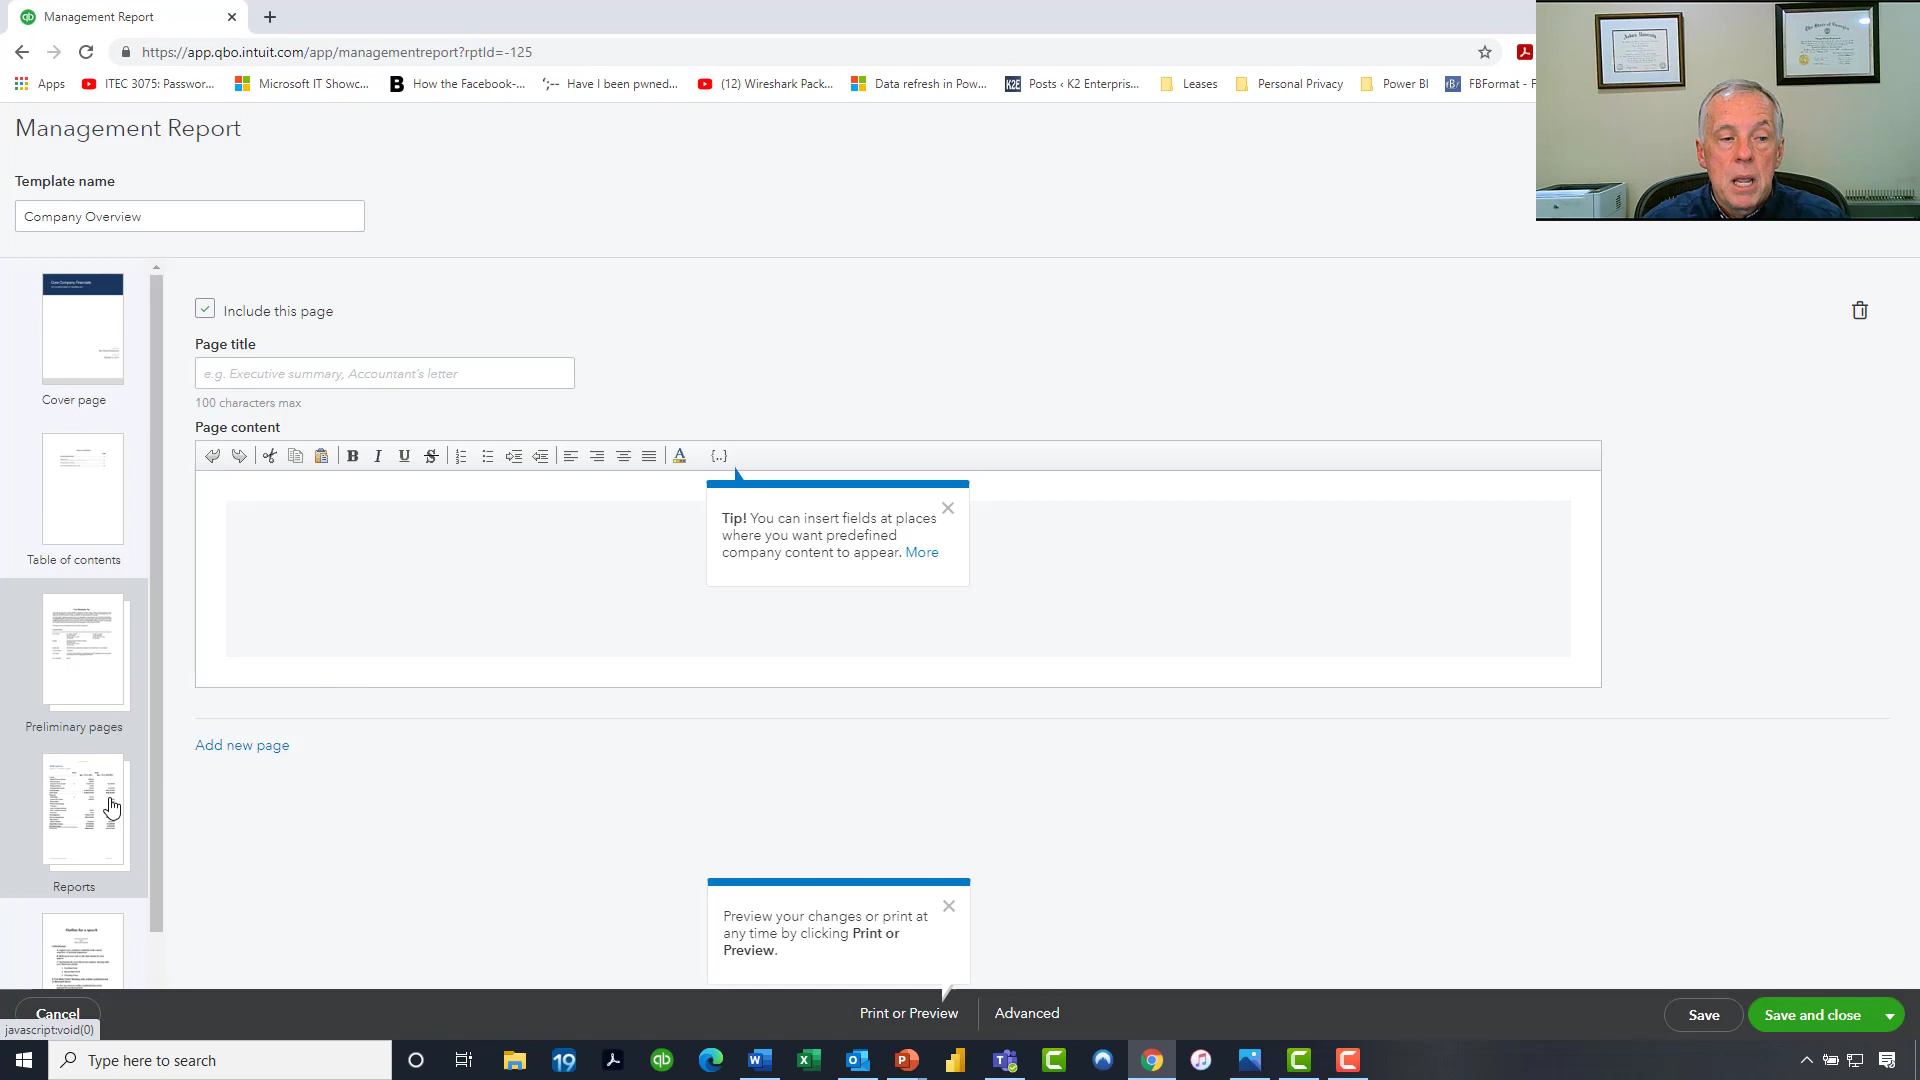 Management Report
https://app.qbo.intuit.com/app/managementreport?rptId=-125
Apps
ITEC 3075: Passwor...
Microsoft IT Showc...
How the Facebook-...
Have I been pwned...
(12) Wireshark Pack...
Data refresh in Pow...
Posts ‹ K2 Enterpris...
Leases
Personal Privacy
Power BI
FBFormat - F
Management Report
Template name
Company Overview
Cover page
Table of contents
Preliminary pages
Reports
Include this page
Page title
e.g. Executive summary, Accountant's letter
100 characters max
Page content
B I U S A {..}
Tip! You can insert fields at places
where you want predefined
company content to appear. More
Add new page
Preview your changes or print at
any time by clicking Print or
Preview.
Cancel
Print or Preview
Advanced
Save
Save and close
javascript:void(0)
Type here to search